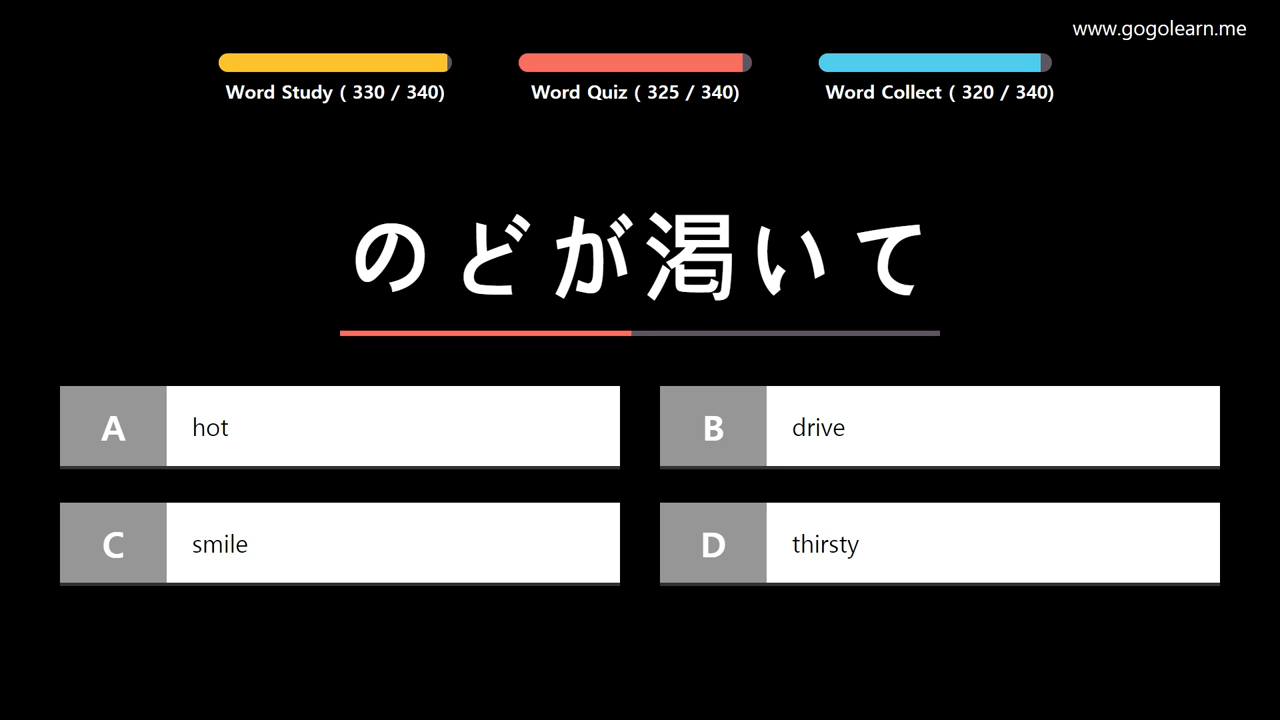 www.gogolearn.me
Word Study ( 330 / 340)
Word Quiz ( 325 / 340)
Word Collect ( 320 / 340)
のどが渇いて
A hot
B drive
C smile
D thirsty